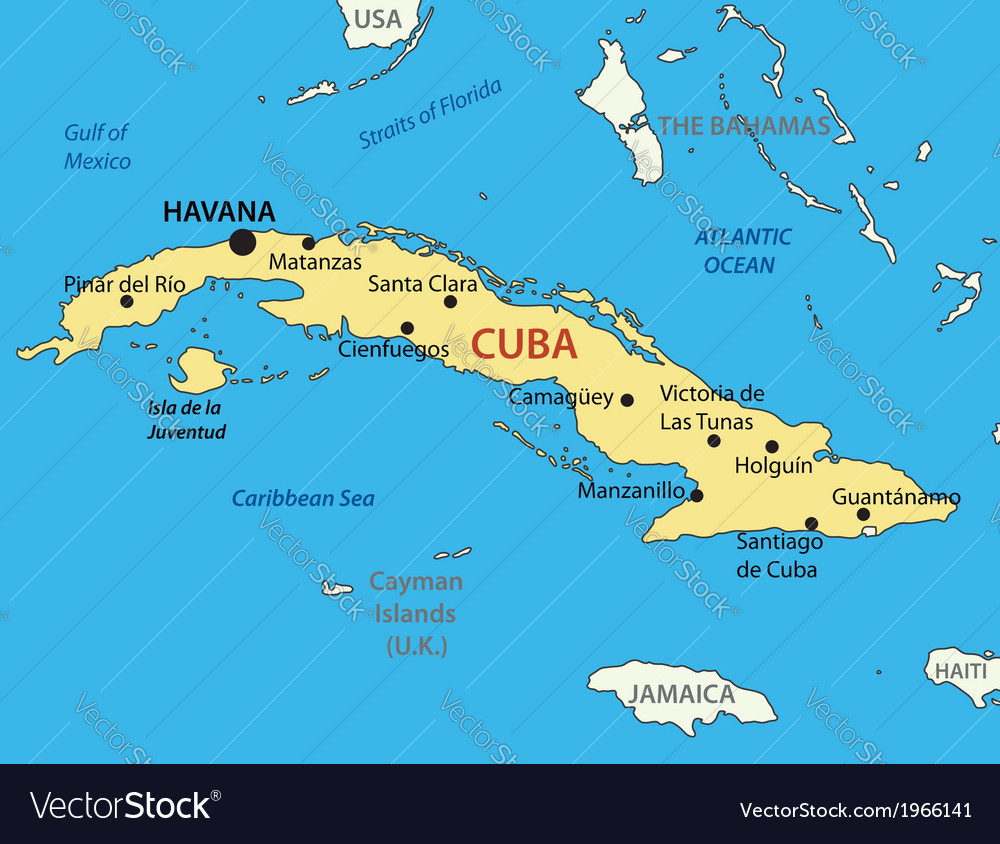 USA
Straits of Florida
Gulf of
Mexico
THE BAHAMAS
HAVANA
ATLANTIC
OCEAN
Matanzas
Pinar del Río
Santa Clara
CUBA
Cienfuegos
Isla de la
Juventud
Camagüey
Victoria de
Las Tunas
Holguín
Manzanillo
Guantánamo
Caribbean Sea
Santiago
de Cuba
Cayman
Islands
(U.K.)
JAMAICA
HAITI
VectorStock®
VectorStock.com/1966141